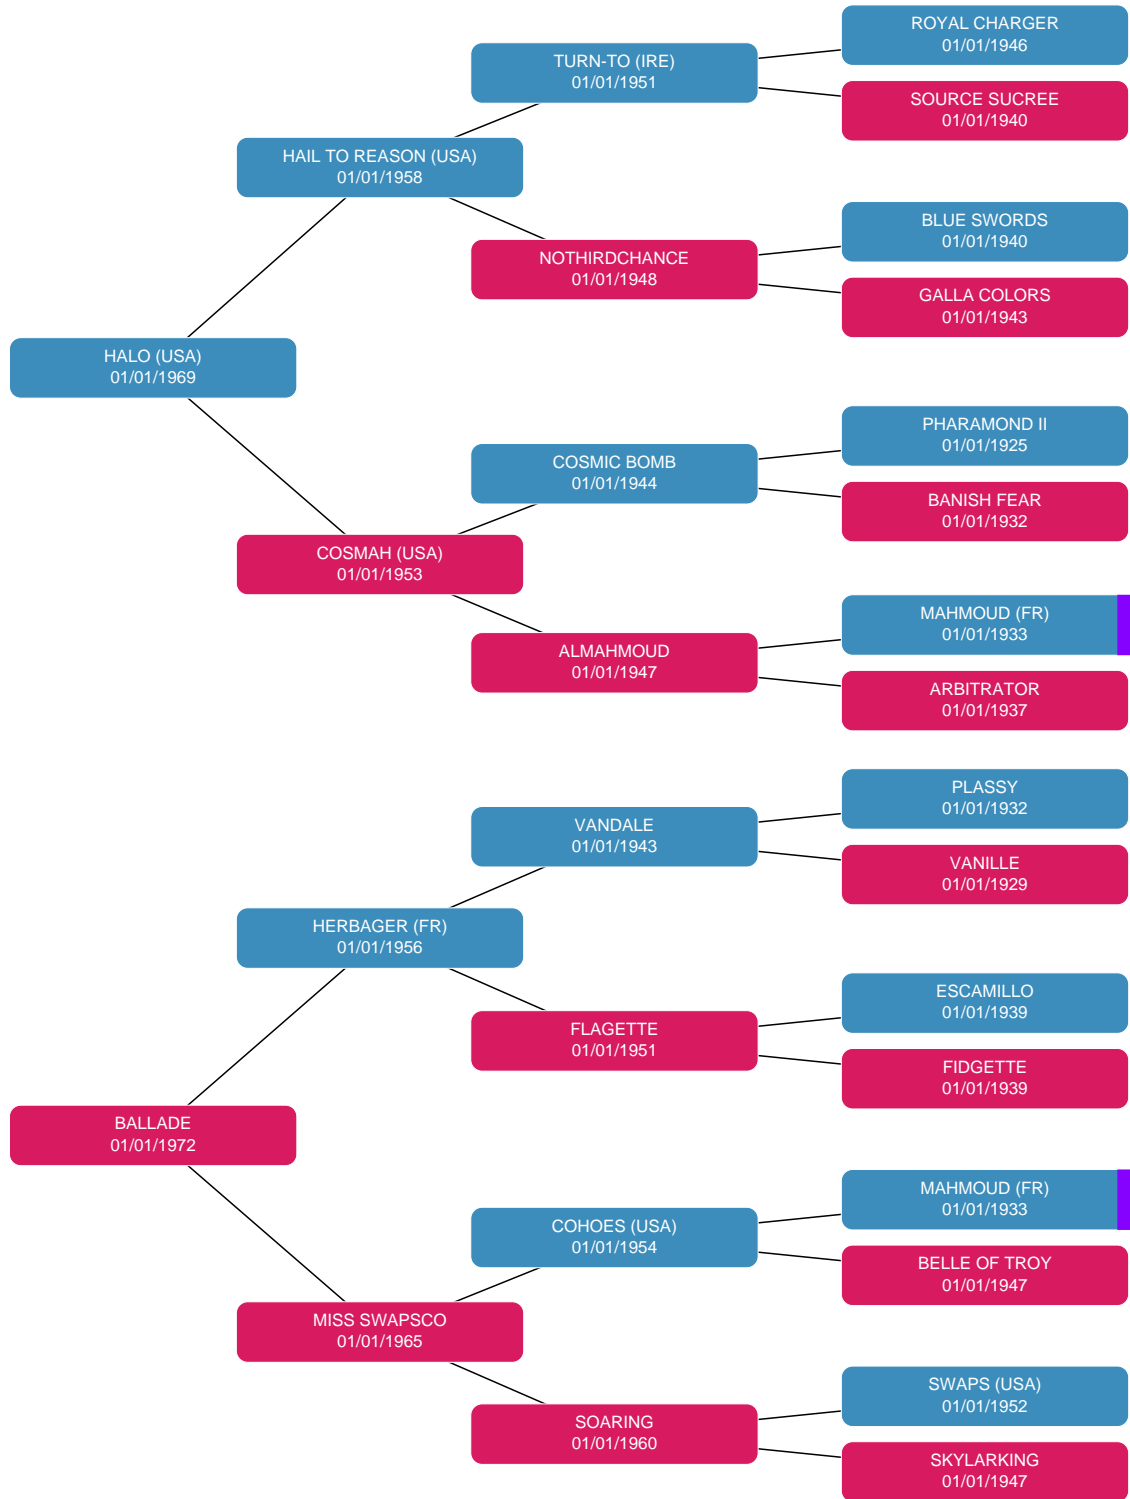 ROYAL CHARGER
01/01/1946
TURN-TO (IRE)
01/01/1951
SOURCE SUCREE
01/01/1940
HAIL TO REASON (USA)
01/01/1958
BLUE SWORDS
01/01/1940
NOTHIRDCHANCE
01/01/1948
GALLA COLORS
01/01/1943
HALO (USA)
01/01/1969
PHARAMOND II
01/01/1925
COSMIC BOMB
01/01/1944
BANISH FEAR
01/01/1932
COSMAH (USA)
01/01/1953
MAHMOUD (FR)
01/01/1933
ALMAHMOUD
01/01/1947
ARBITRATOR
01/01/1937
PLASSY
01/01/1932
VANDALE
01/01/1943
VANILLE
01/01/1929
HERBAGER (FR)
01/01/1956
ESCAMILLO
01/01/1939
FLAGETTE
01/01/1951
FIDGETTE
01/01/1939
BALLADE
01/01/1972
MAHMOUD (FR)
01/01/1933
COHOES (USA)
01/01/1954
BELLE OF TROY
01/01/1947
MISS SWAPSCO
01/01/1965
SWAPS (USA)
01/01/1952
SOARING
01/01/1960
SKYLARKING
01/01/1947